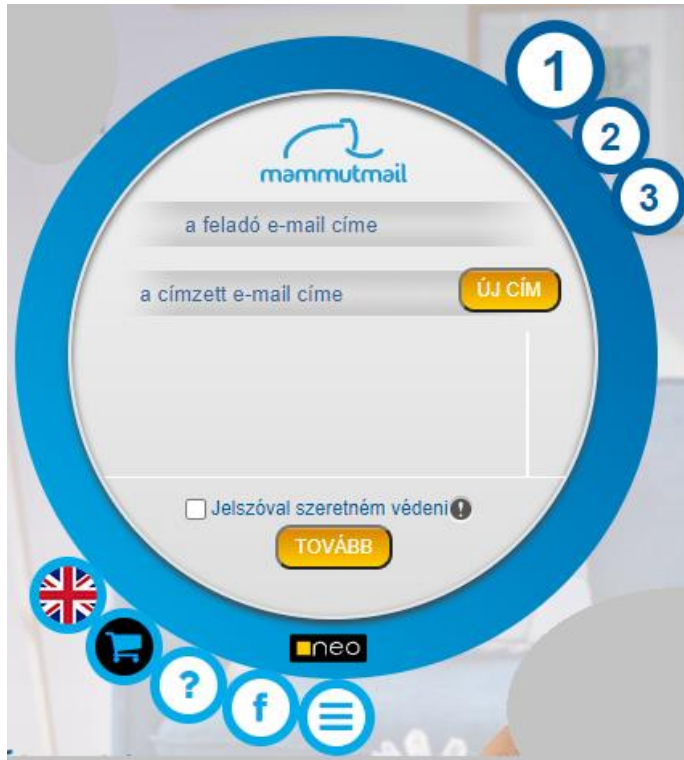 1
2
3
mammutmail
a feladó e-mail címe
a címzett e-mail címe
ÚJ CÍM
Jelszóval szeretném védeni
TOVÁBB
neo
?
f